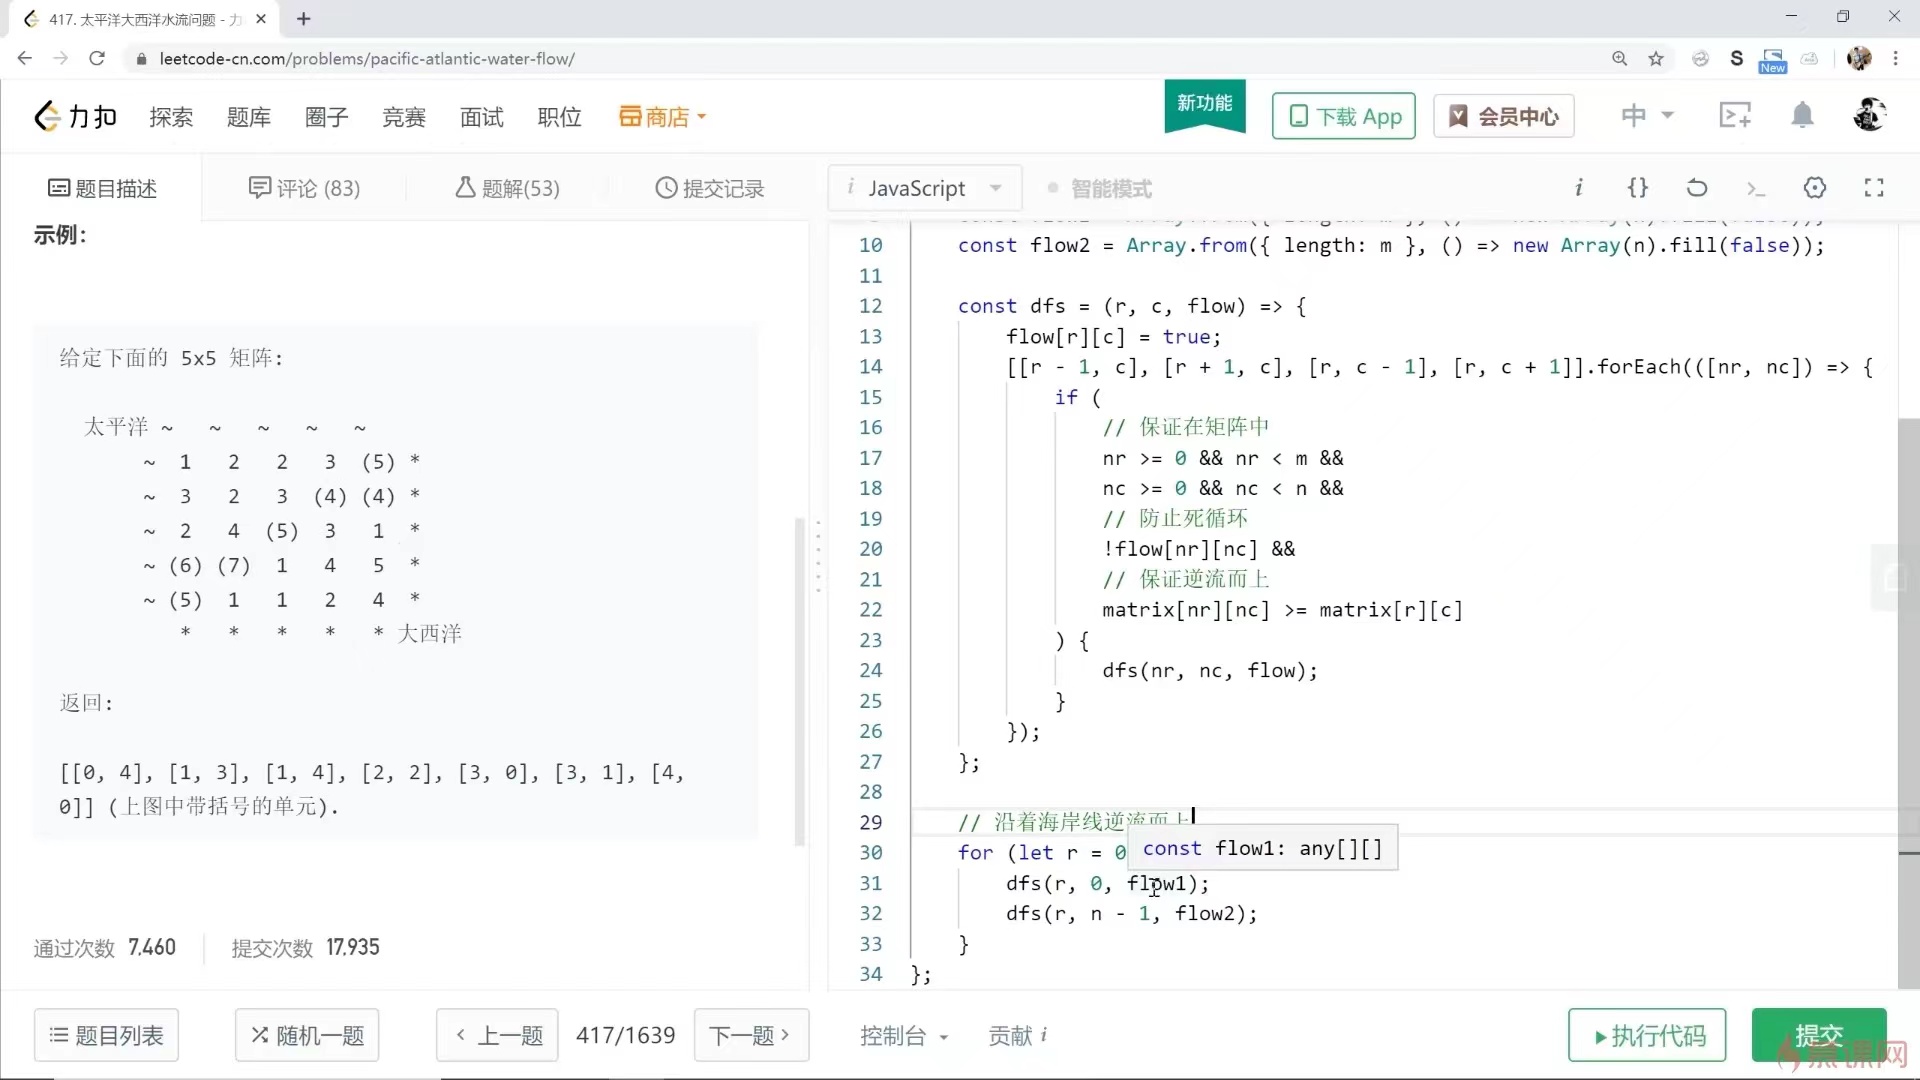 417. 太平洋大西洋水流问题 - 力
leetcode-cn.com/problems/pacific-atlantic-water-flow/
S
New
力扣 探索 题库 圈子 竞赛 面试 职位 商店 新功能 下载 App 会员中心 中
题目描述 评论 (83) 题解(53) 提交记录
i JavaScript 智能模式 i {} >_
示例:
给定下面的 5x5 矩阵:
太平洋 ~ ~ ~ ~ ~
~ 1 2 2 3 (5) *
~ 3 2 3 (4) (4) *
~ 2 4 (5) 3 1 *
~ (6) (7) 1 4 5 *
~ (5) 1 1 2 4 *
* * * * * 大西洋
返回:
[[0, 4], [1, 3], [1, 4], [2, 2], [3, 0], [3, 1], [4,
0]] (上图中带括号的单元).
通过次数 7,460 提交次数 17,935
10 const flow2 = Array.from({ length: m }, () => new Array(n).fill(false));
11
12 const dfs = (r, c, flow) => {
13 flow[r][c] = true;
14 [[r - 1, c], [r + 1, c], [r, c - 1], [r, c + 1]].forEach(([nr, nc]) => {
15 if (
16 // 保证在矩阵中
17 nr >= 0 && nr < m &&
18 nc >= 0 && nc < n &&
19 // 防止死循环
20 !flow[nr][nc] &&
21 // 保证逆流而上
22 matrix[nr][nc] >= matrix[r][c]
23 ) {
24 dfs(nr, nc, flow);
25 }
26 });
27 };
28
29 // 沿着海岸线逆流而上
30 for (let r = 0
const flow1: any[][]
31 dfs(r, 0, flow1);
32 dfs(r, n - 1, flow2);
33 }
34 };
题目列表 随机一题 < 上一题 417/1639 下一题 > 控制台 贡献 i 执行代码 提交
慕课网